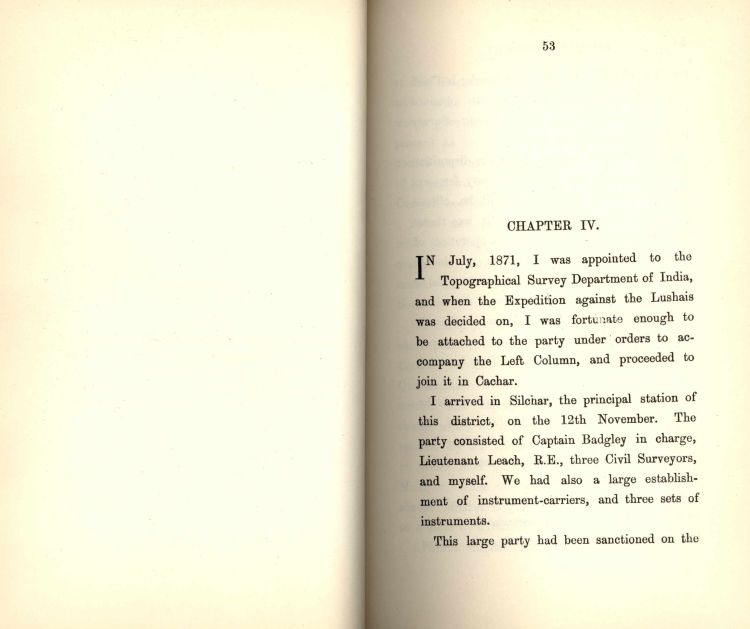 53
CHAPTER IV.
IN July, 1871, I was appointed to the
Topographical Survey Department of India,
and when the Expedition against the Lushais
was decided on, I was fortunate enough to
be attached to the party under orders to ac-
company the Left Column, and proceeded to
join it in Cachar.
I arrived in Silchar, the principal station of
this district, on the 12th November. The
party consisted of Captain Badgley in charge,
Lieutenant Leach, R.E., three Civil Surveyors,
and myself. We had also a large establish-
ment of instrument-carriers, and three sets of
instruments.
This large party had been sanctioned on the